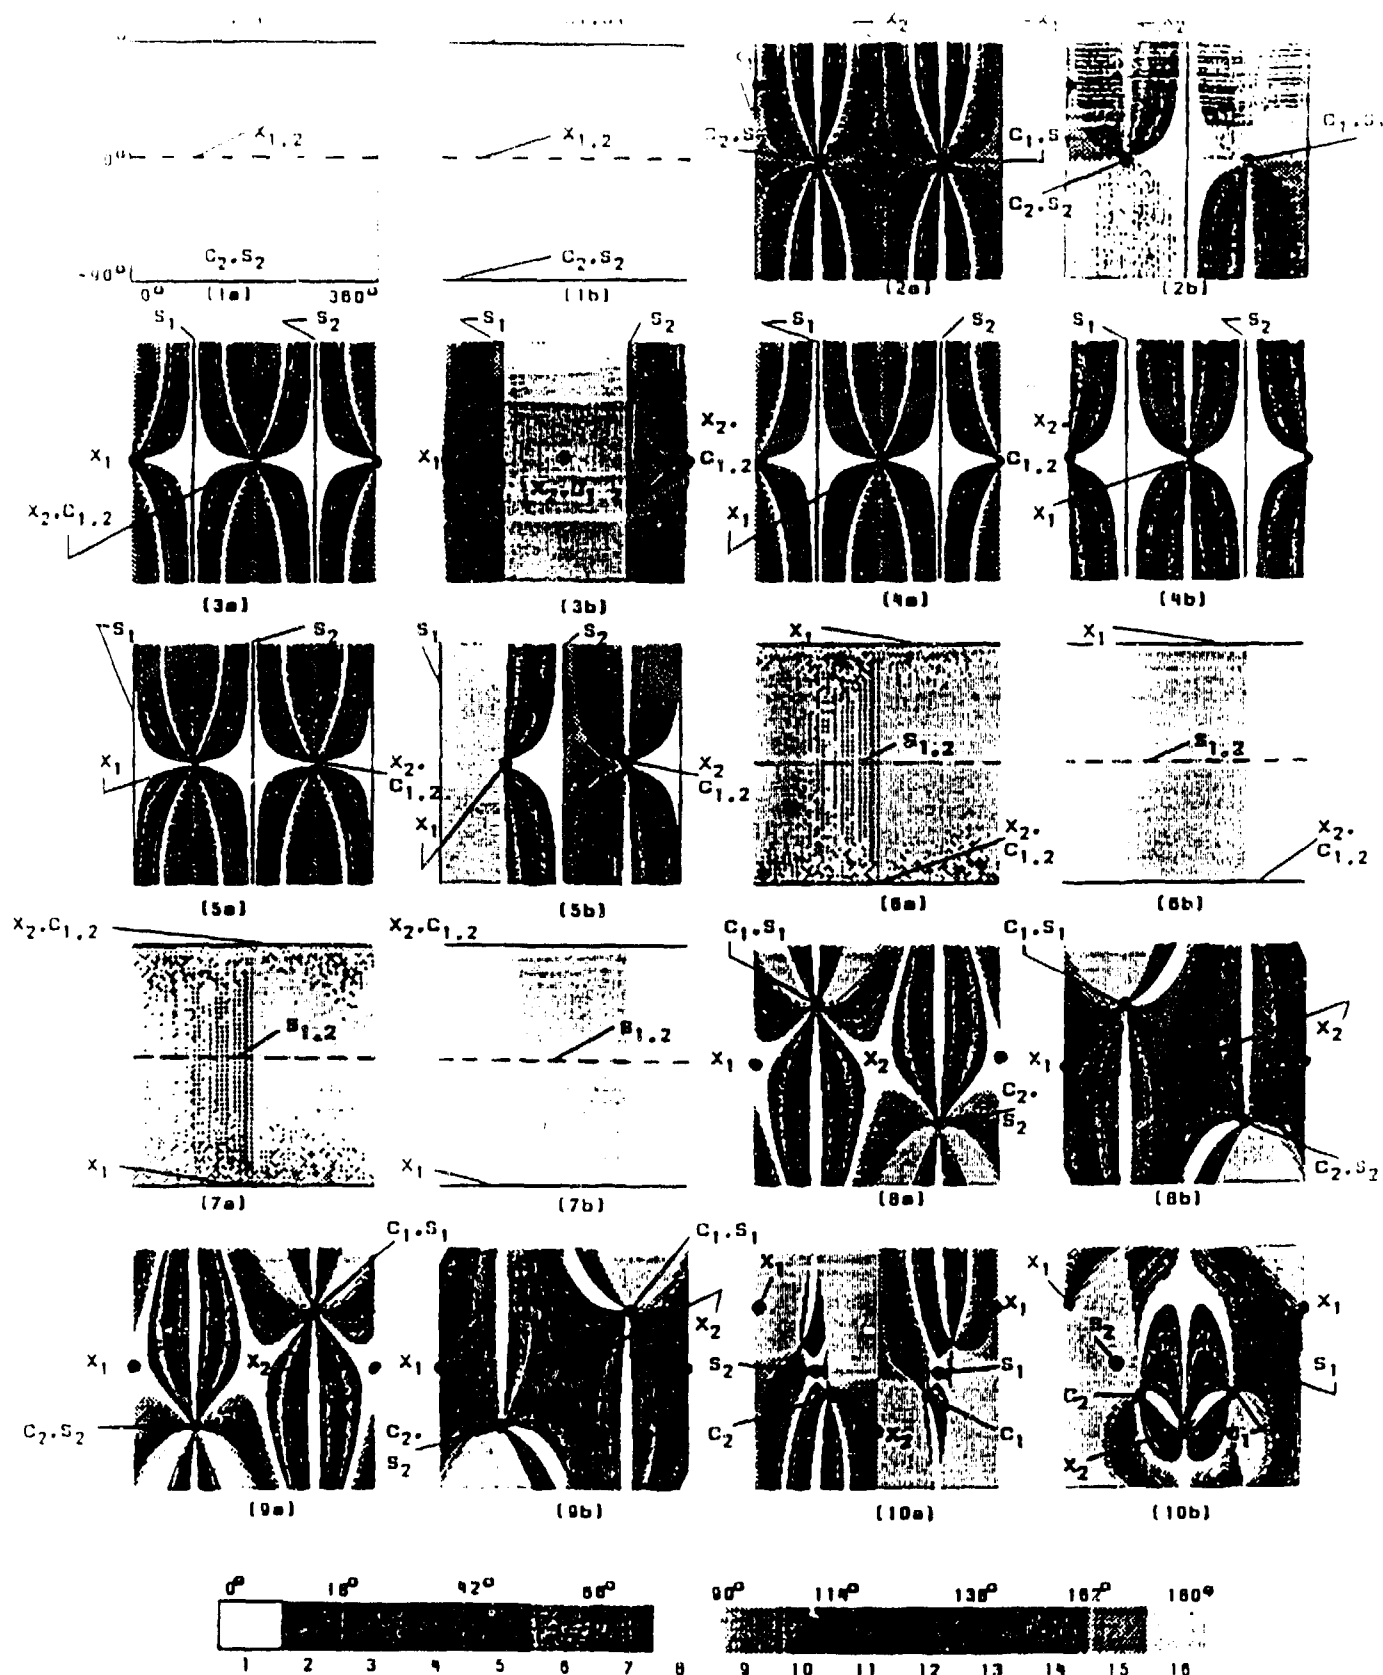 X2
0° X1,2 X1,2 C2.S C1.S C1.S
C2.S2
-90° C2.S2 C2.S2
0° (1a) 360° (1b) (2a) (2b)
S1 S2 S1 S2 S1 S2 S1 S2
X1 X1 X2. C1,2 C1,2 X2.
X2.C1,2 X1 X1
(3a) (3b) (4a) (4b)
S1 S2 S1 S2 X1 X1
S1,2 S1,2
X1 X2. C1,2 X2 C1,2
X1 X2. C1,2 X2. C1,2
(5a) (5b) (6a) (6b)
X2.C1,2 X2.C1,2 C1.S1 C1.S1
S1,2 S1,2 X1 X2 X1 X2
C2. S2
X1 X1 C2.S2
(7a) (7b) (8a) (8b)
C1.S1 C1.S1
X1 X1 X1
X2 S2
X1 X2 X1 S2 S1 S1
C2.S2 C2. S2 C2 X2 C1 C2 C1
X2
(9a) (9b) (10a) (10b)
0° 18° 42° 66° 90° 114° 138° 162° 180°
1 2 3 4 5 6 7 8 9 10 11 12 13 14 15 16